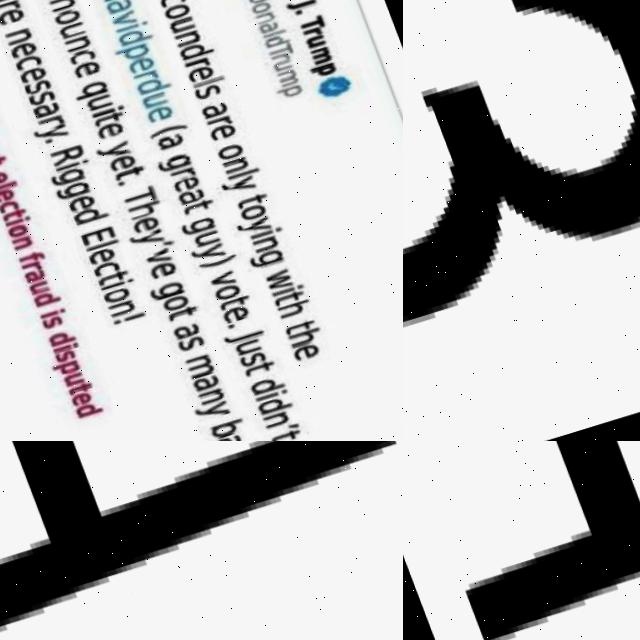 J. Trump
onaldTrump
coundrels are only toying with the
avidperdue (a great guy) vote. Just didn't
nounce quite yet. They've got as many b
re necessary. Rigged Election!
election fraud is disputed